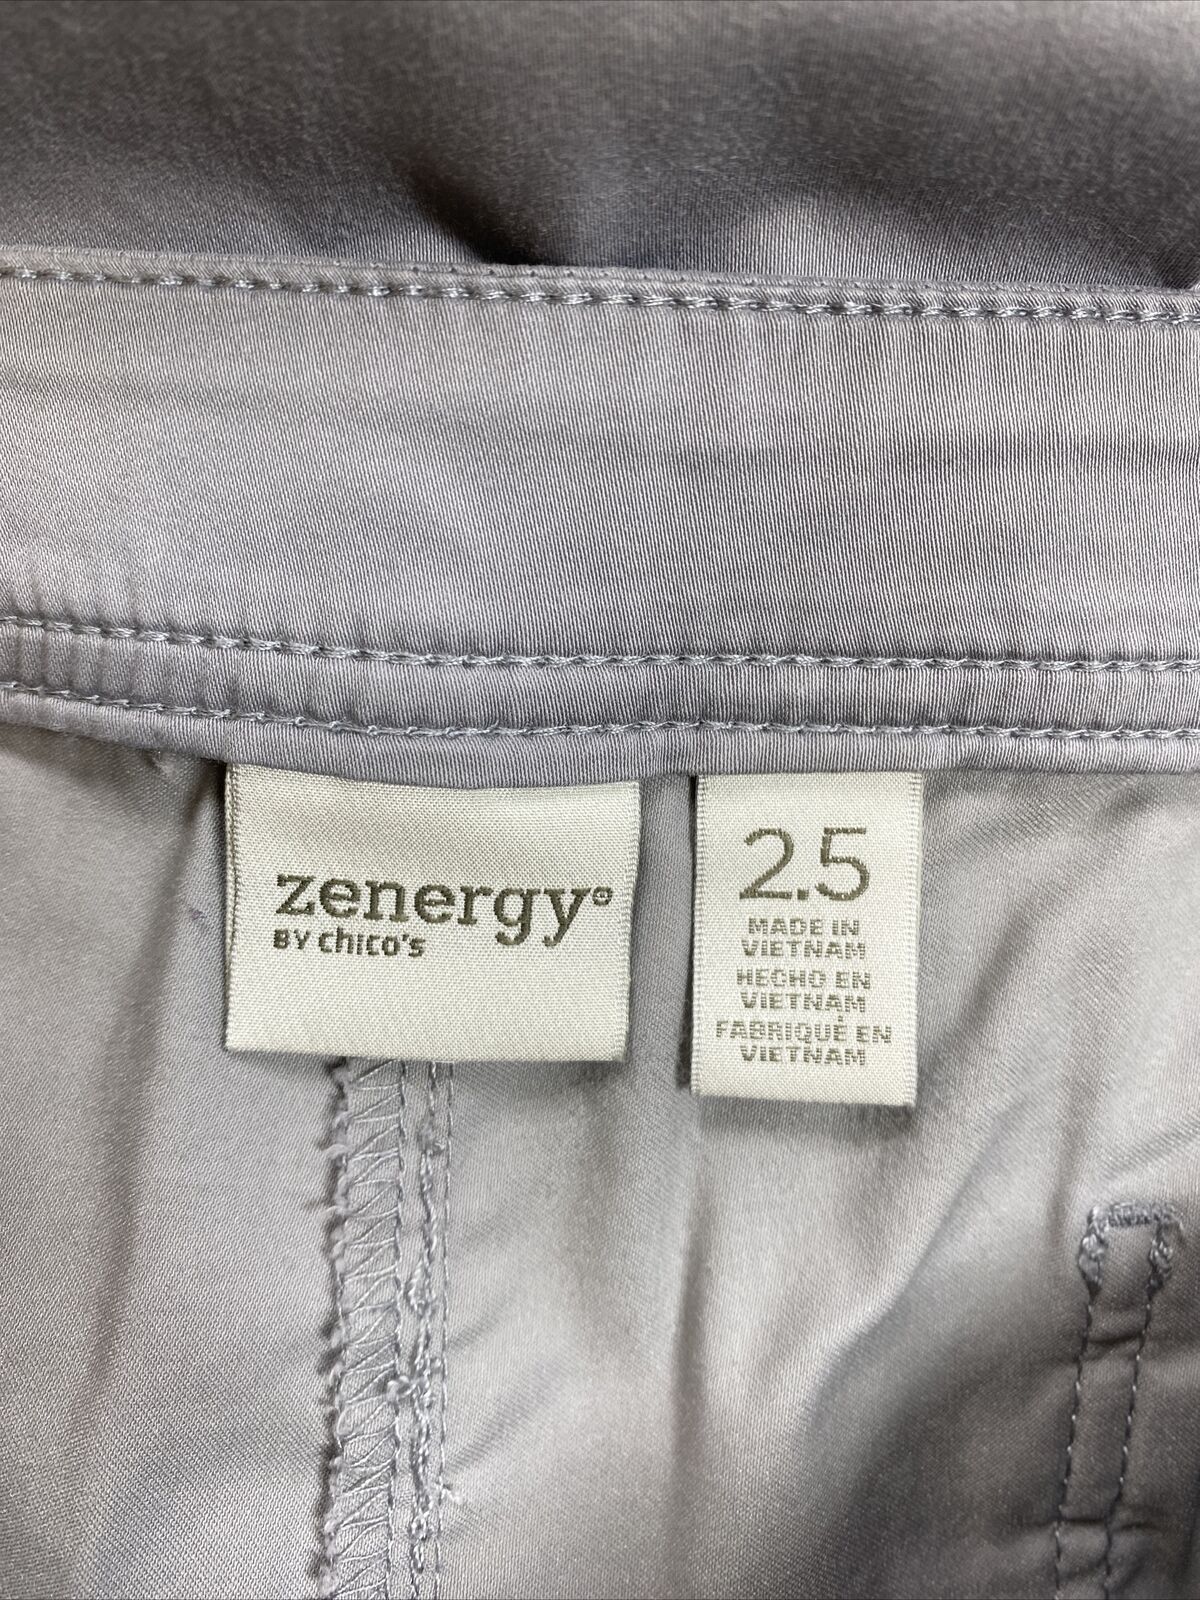 zenergy®
BY chico's
2.5
MADE IN
VIETNAM
HECHO EN
VIETNAM
FABRIQUÉ EN
VIETNAM